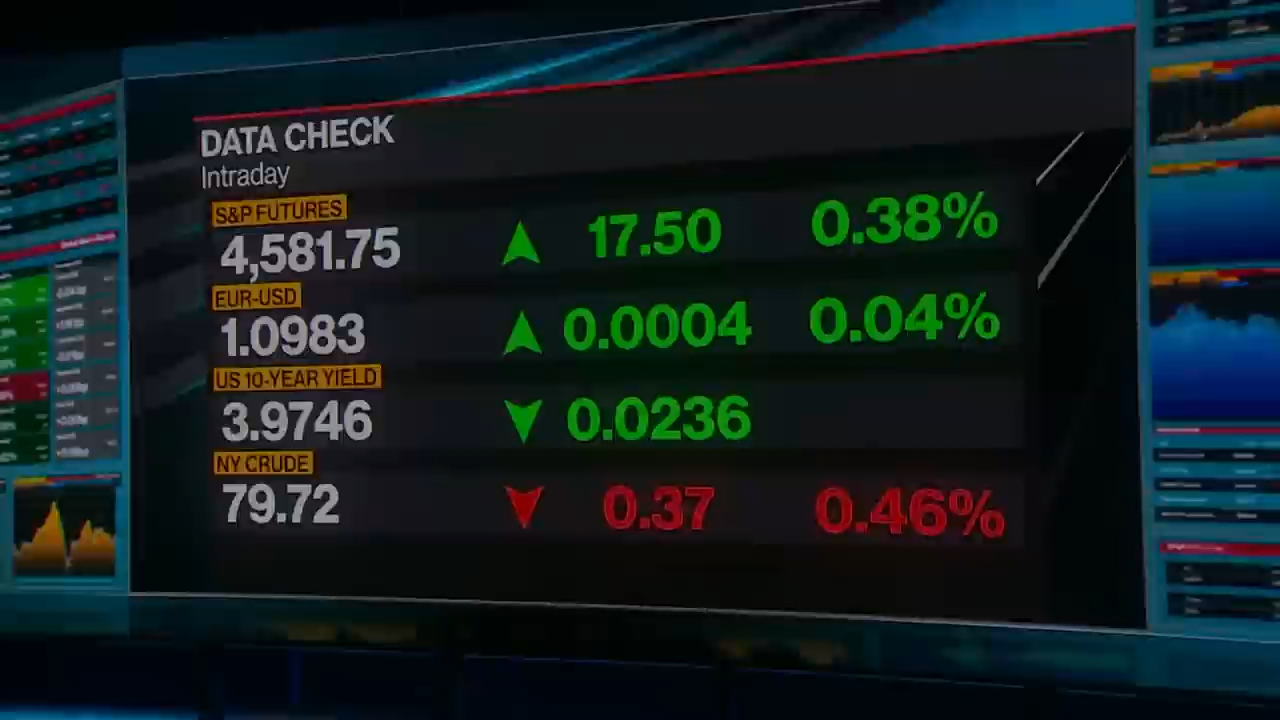 DATA CHECK
Intraday
S&P FUTURES
4,581.75 ▲ 17.50 0.38%
EUR-USD
1.0983 ▲ 0.0004 0.04%
US 10-YEAR YIELD
3.9746 ▼ 0.0236
NY CRUDE
79.72 ▼ 0.37 0.46%